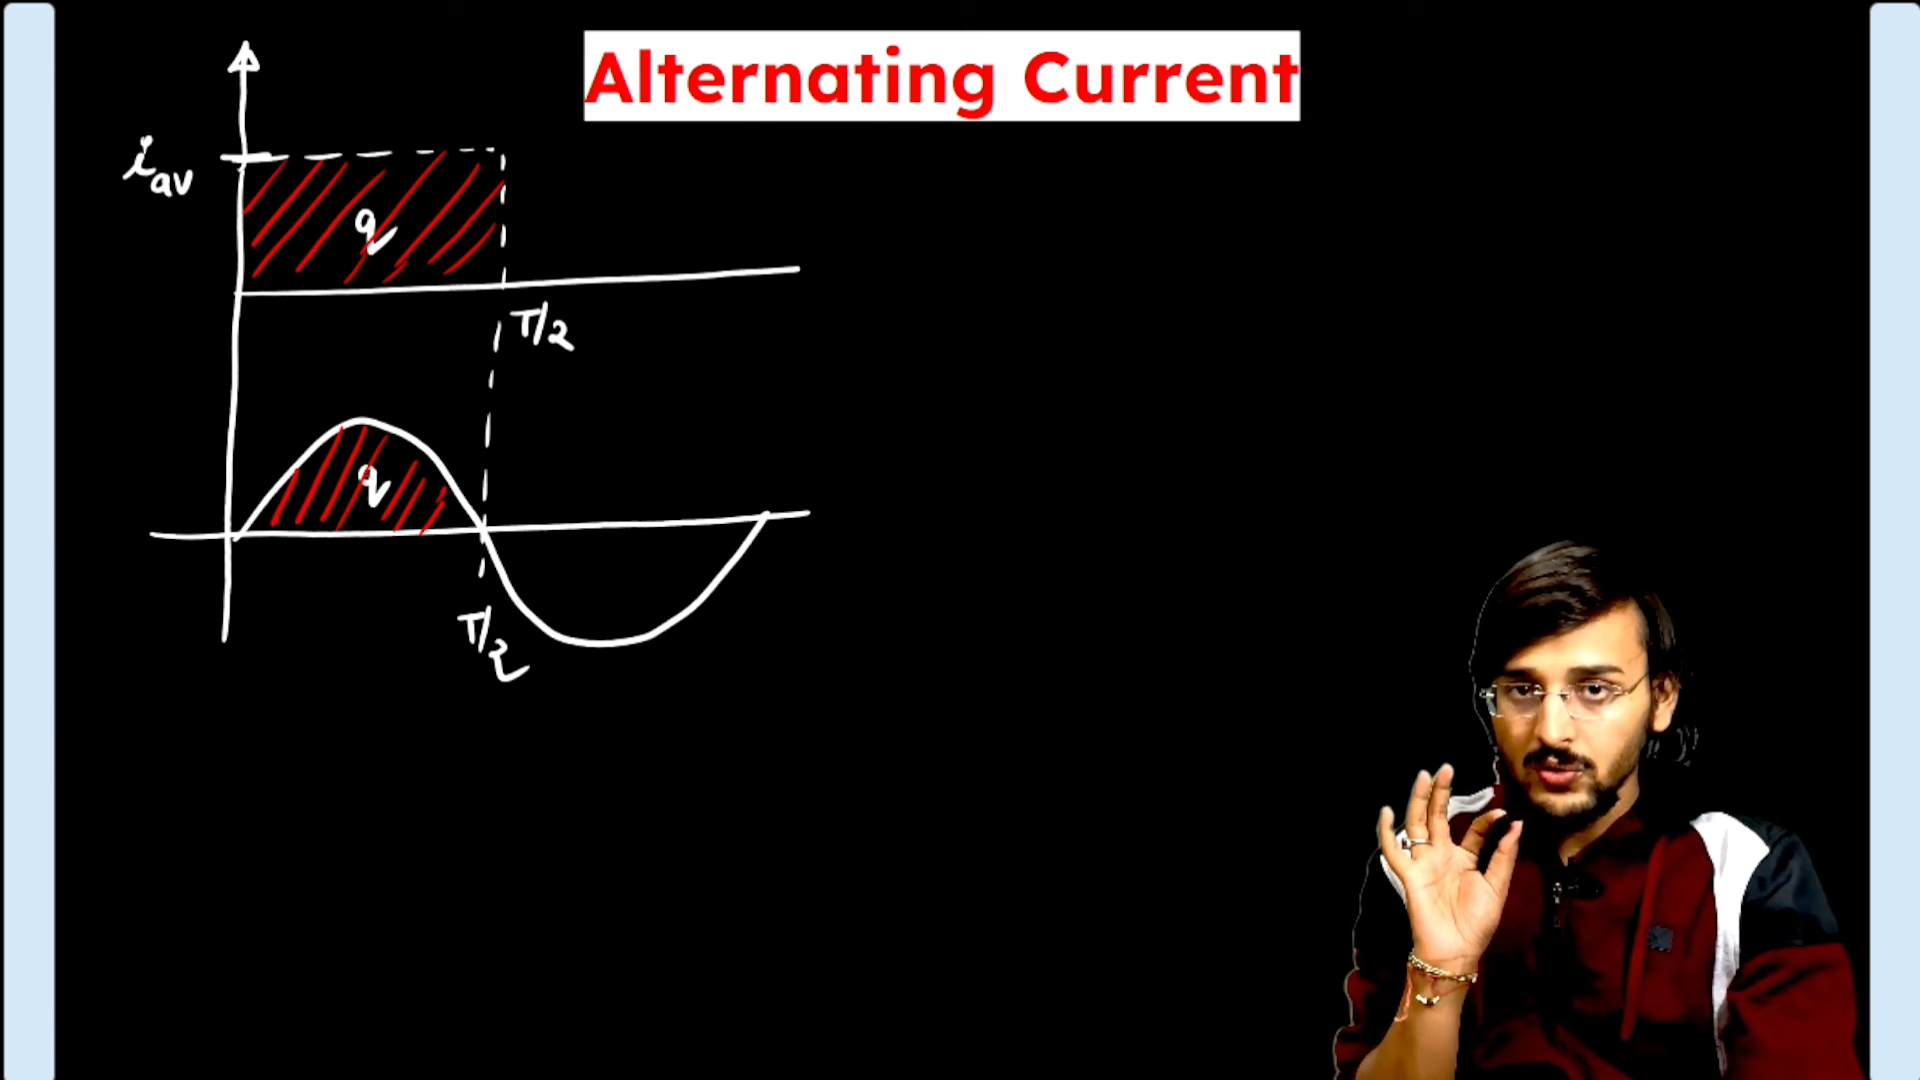 Alternating Current
i_av
q
T/2
q
T/2